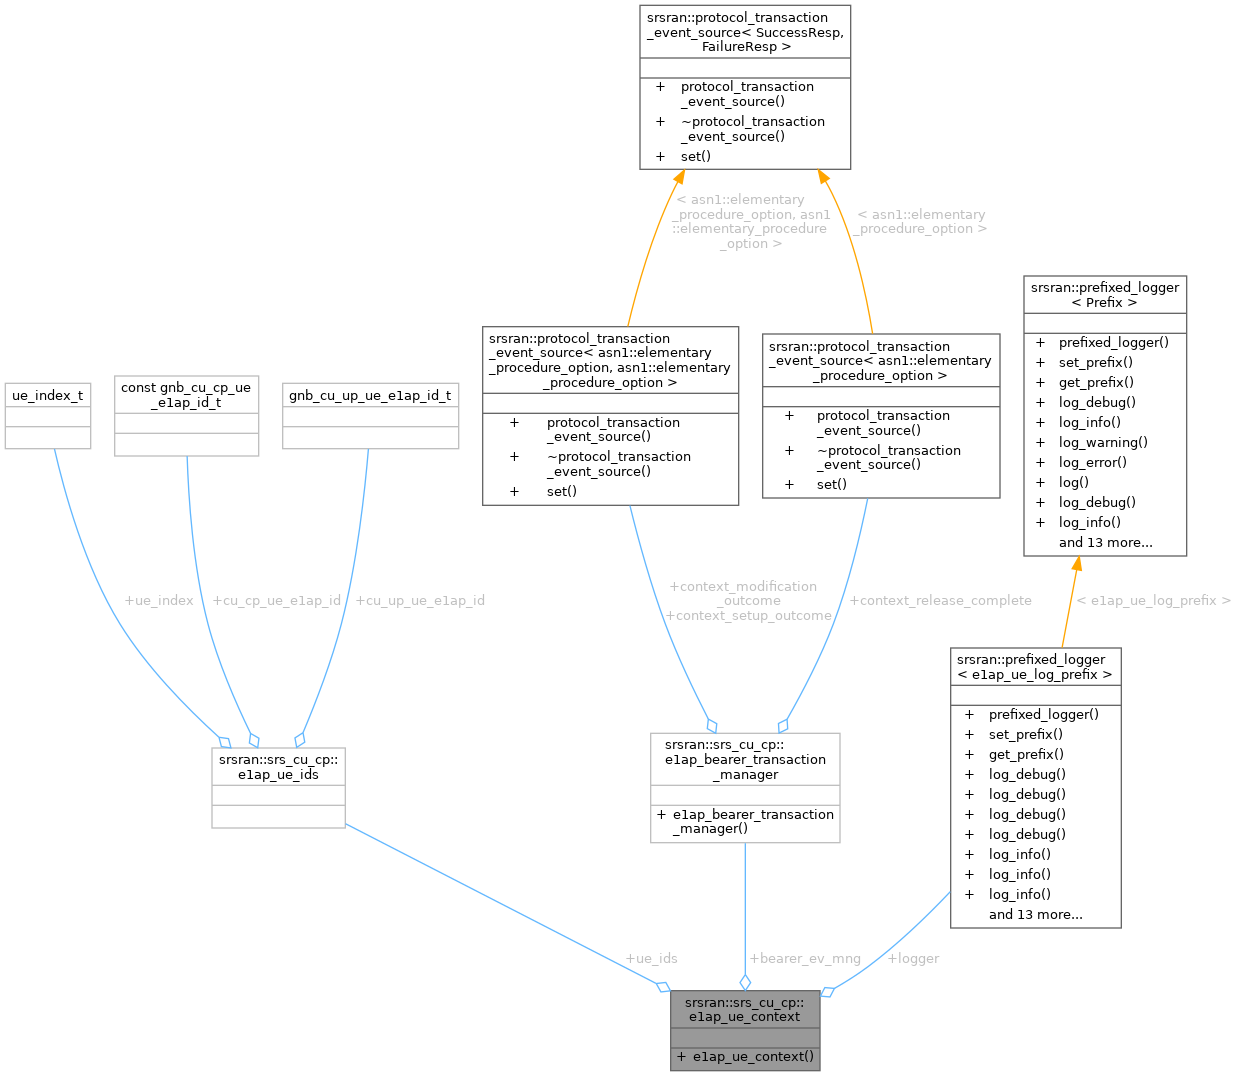 srsran::protocol_transaction
_event_source< SuccessResp,
FailureResp >
+ protocol_transaction
_event_source()
+ ~protocol_transaction
_event_source()
+ set()
< asn1::elementary
_procedure_option, asn1
::elementary_procedure
_option >
< asn1::elementary
_procedure_option >
srsran::prefixed_logger
< Prefix >
+ prefixed_logger()
+ set_prefix()
+ get_prefix()
+ log_debug()
+ log_info()
+ log_warning()
+ log_error()
+ log()
+ log_debug()
+ log_info()
and 13 more...
srsran::protocol_transaction
_event_source< asn1::elementary
_procedure_option, asn1::elementary
_procedure_option >
+ protocol_transaction
_event_source()
+ ~protocol_transaction
_event_source()
+ set()
srsran::protocol_transaction
_event_source< asn1::elementary
_procedure_option >
+ protocol_transaction
_event_source()
+ ~protocol_transaction
_event_source()
+ set()
ue_index_t
const gnb_cu_cp_ue
_e1ap_id_t
gnb_cu_up_ue_e1ap_id_t
+ue_index
+cu_cp_ue_e1ap_id
+cu_up_ue_e1ap_id
+context_modification
_outcome
+context_setup_outcome
+context_release_complete
< e1ap_ue_log_prefix >
srsran::srs_cu_cp::
e1ap_ue_ids
srsran::srs_cu_cp::
e1ap_bearer_transaction
_manager
+ e1ap_bearer_transaction
_manager()
srsran::prefixed_logger
< e1ap_ue_log_prefix >
+ prefixed_logger()
+ set_prefix()
+ get_prefix()
+ log_debug()
+ log_debug()
+ log_debug()
+ log_debug()
+ log_info()
+ log_info()
+ log_info()
and 13 more...
+ue_ids
+bearer_ev_mng
+logger
srsran::srs_cu_cp::
e1ap_ue_context
+ e1ap_ue_context()